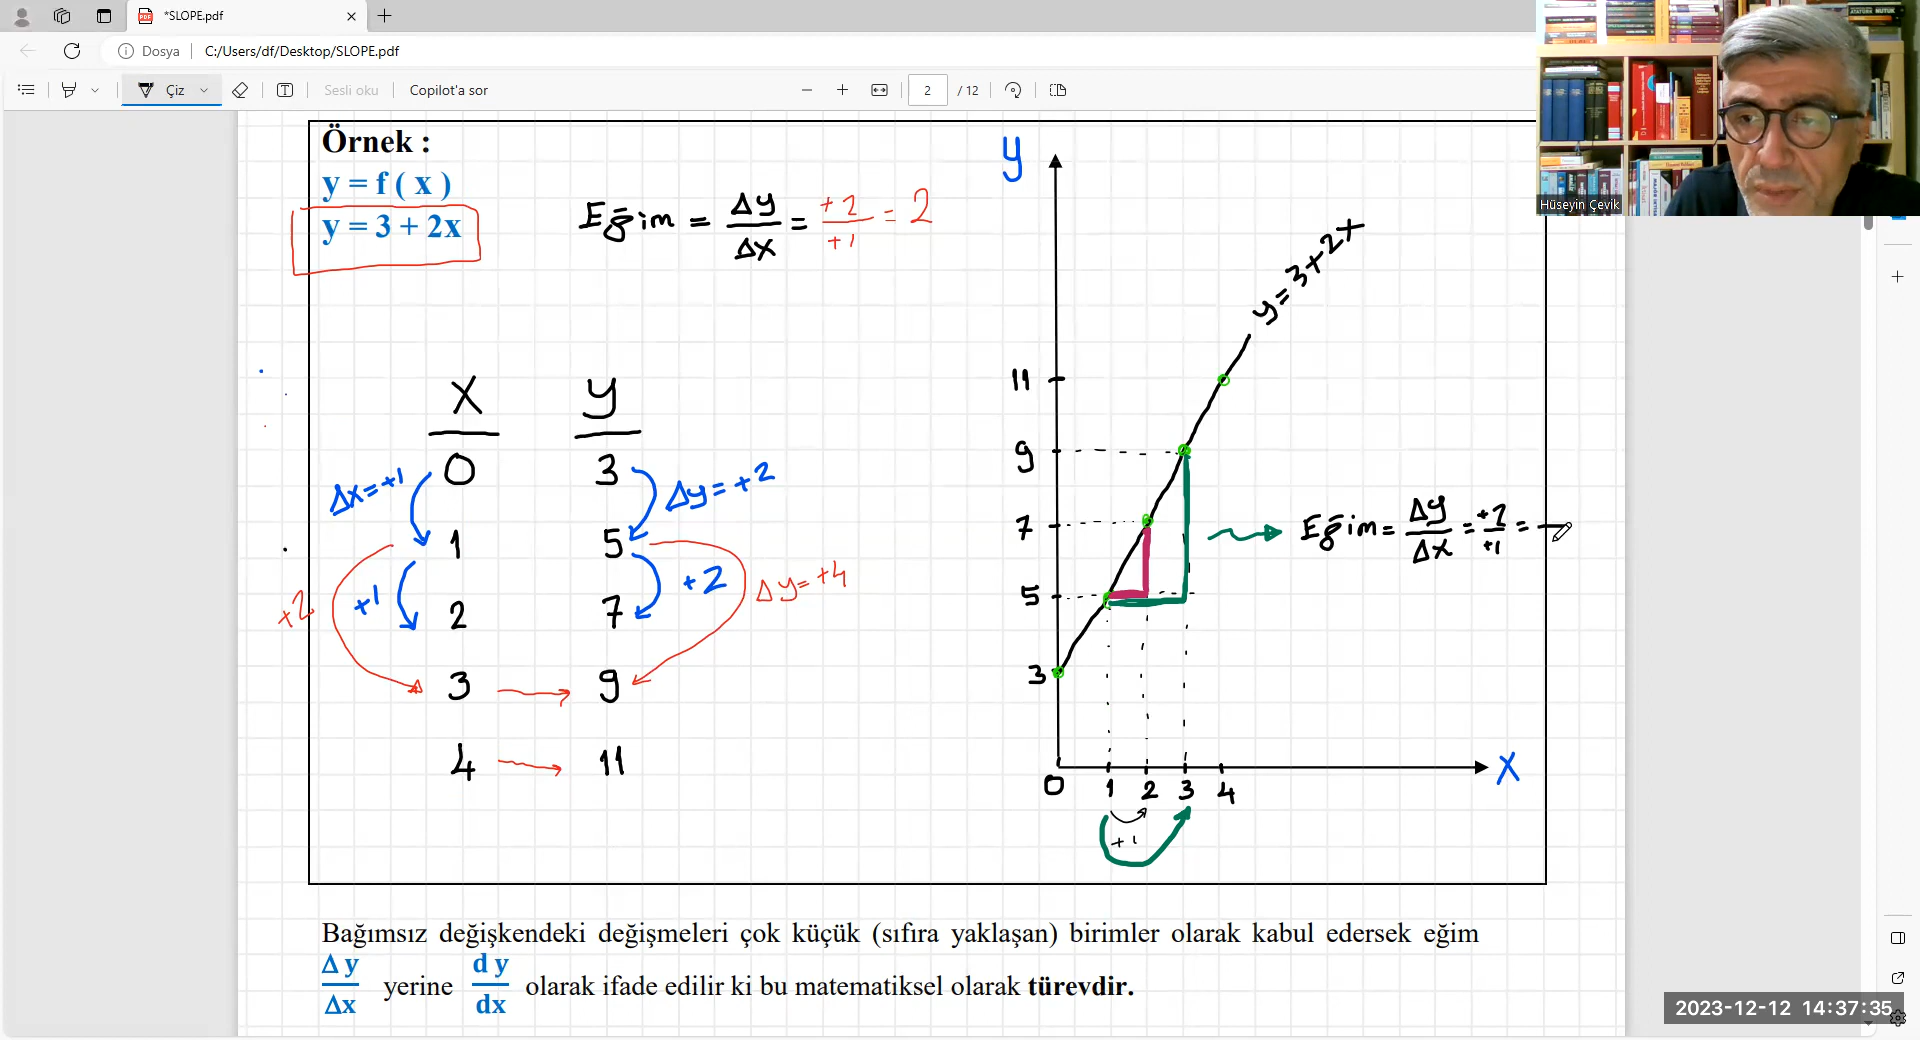 *SLOPE.pdf
Dosya
C:/Users/df/Desktop/SLOPE.pdf
Çiz
Sesli oku
Copilot'a sor
2
/ 12
Hüseyin Çevik
Örnek :
y = f ( x )
y = 3 + 2x
Eğim = Δy/Δx = +2/+1 = 2
x y
0 3
1 5
2 7
3 9
4 11
Δx=+1
+1
+2
Δy=+2
+2
Δy=+4
y
y=3+2x
11
9
7
5
3
0 1 2 3 4
x
+1
Eğim = Δy/Δx = +2/+1 =
Bağımsız değişkendeki değişmeleri çok küçük (sıfıra yaklaşan) birimler olarak kabul edersek eğim
Δy/Δx yerine dy/dx olarak ifade edilir ki bu matematiksel olarak türevdir.
2023-12-12 14:37:35